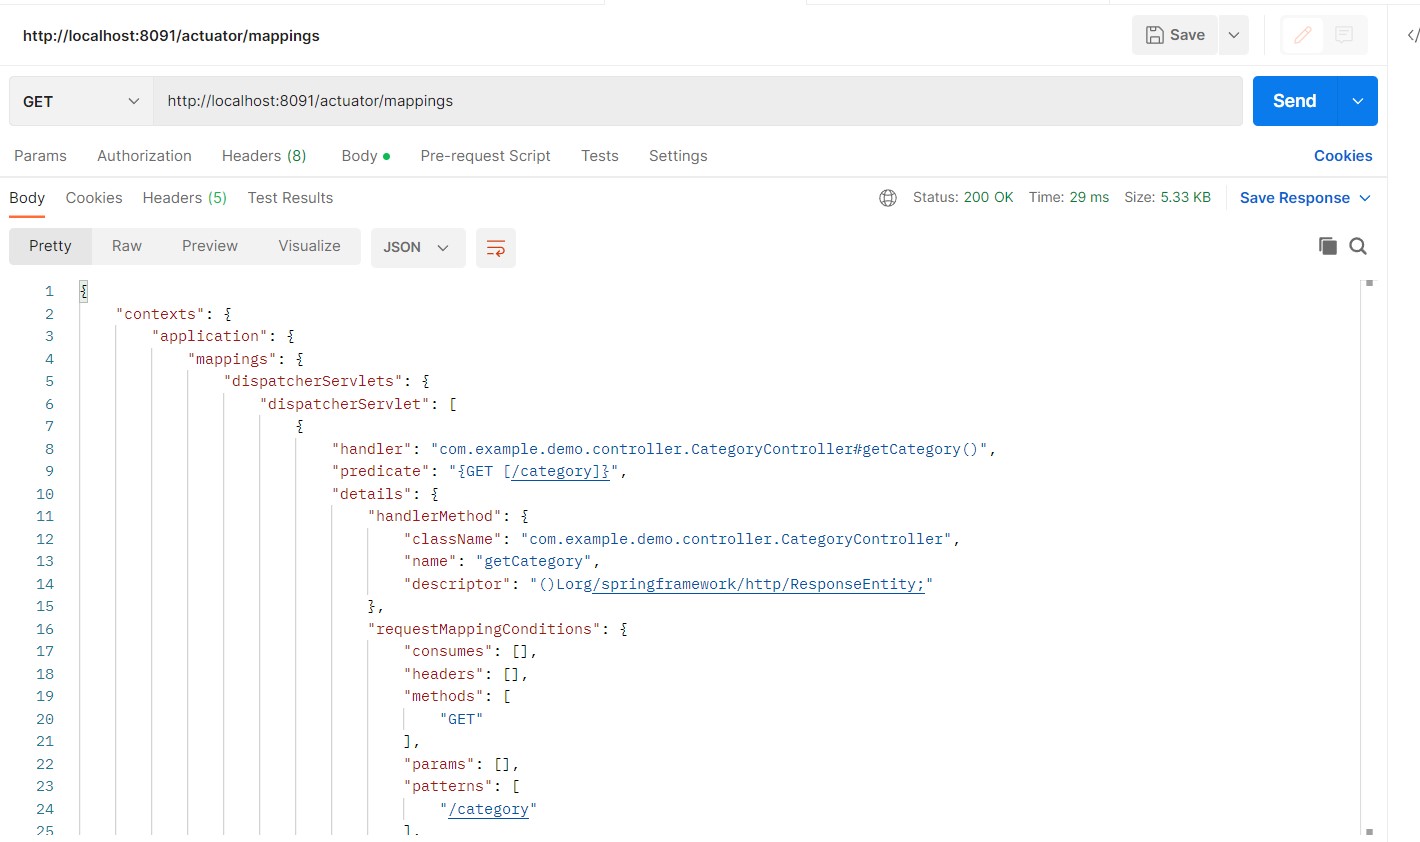 http://localhost:8091/actuator/mappings
Save
GET
http://localhost:8091/actuator/mappings
Send
Params Authorization Headers (8) Body Pre-request Script Tests Settings Cookies
Body Cookies Headers (5) Test Results Status: 200 OK Time: 29 ms Size: 5.33 KB Save Response
Pretty Raw Preview Visualize JSON
1 {
2 "contexts": {
3 "application": {
4 "mappings": {
5 "dispatcherServlets": {
6 "dispatcherServlet": [
7 {
8 "handler": "com.example.demo.controller.CategoryController#getCategory()",
9 "predicate": "{GET [/category]}",
10 "details": {
11 "handlerMethod": {
12 "className": "com.example.demo.controller.CategoryController",
13 "name": "getCategory",
14 "descriptor": "()Lorg/springframework/http/ResponseEntity;"
15 },
16 "requestMappingConditions": {
17 "consumes": [],
18 "headers": [],
19 "methods": [
20 "GET"
21 ],
22 "params": [],
23 "patterns": [
24 "/category"
25 ],